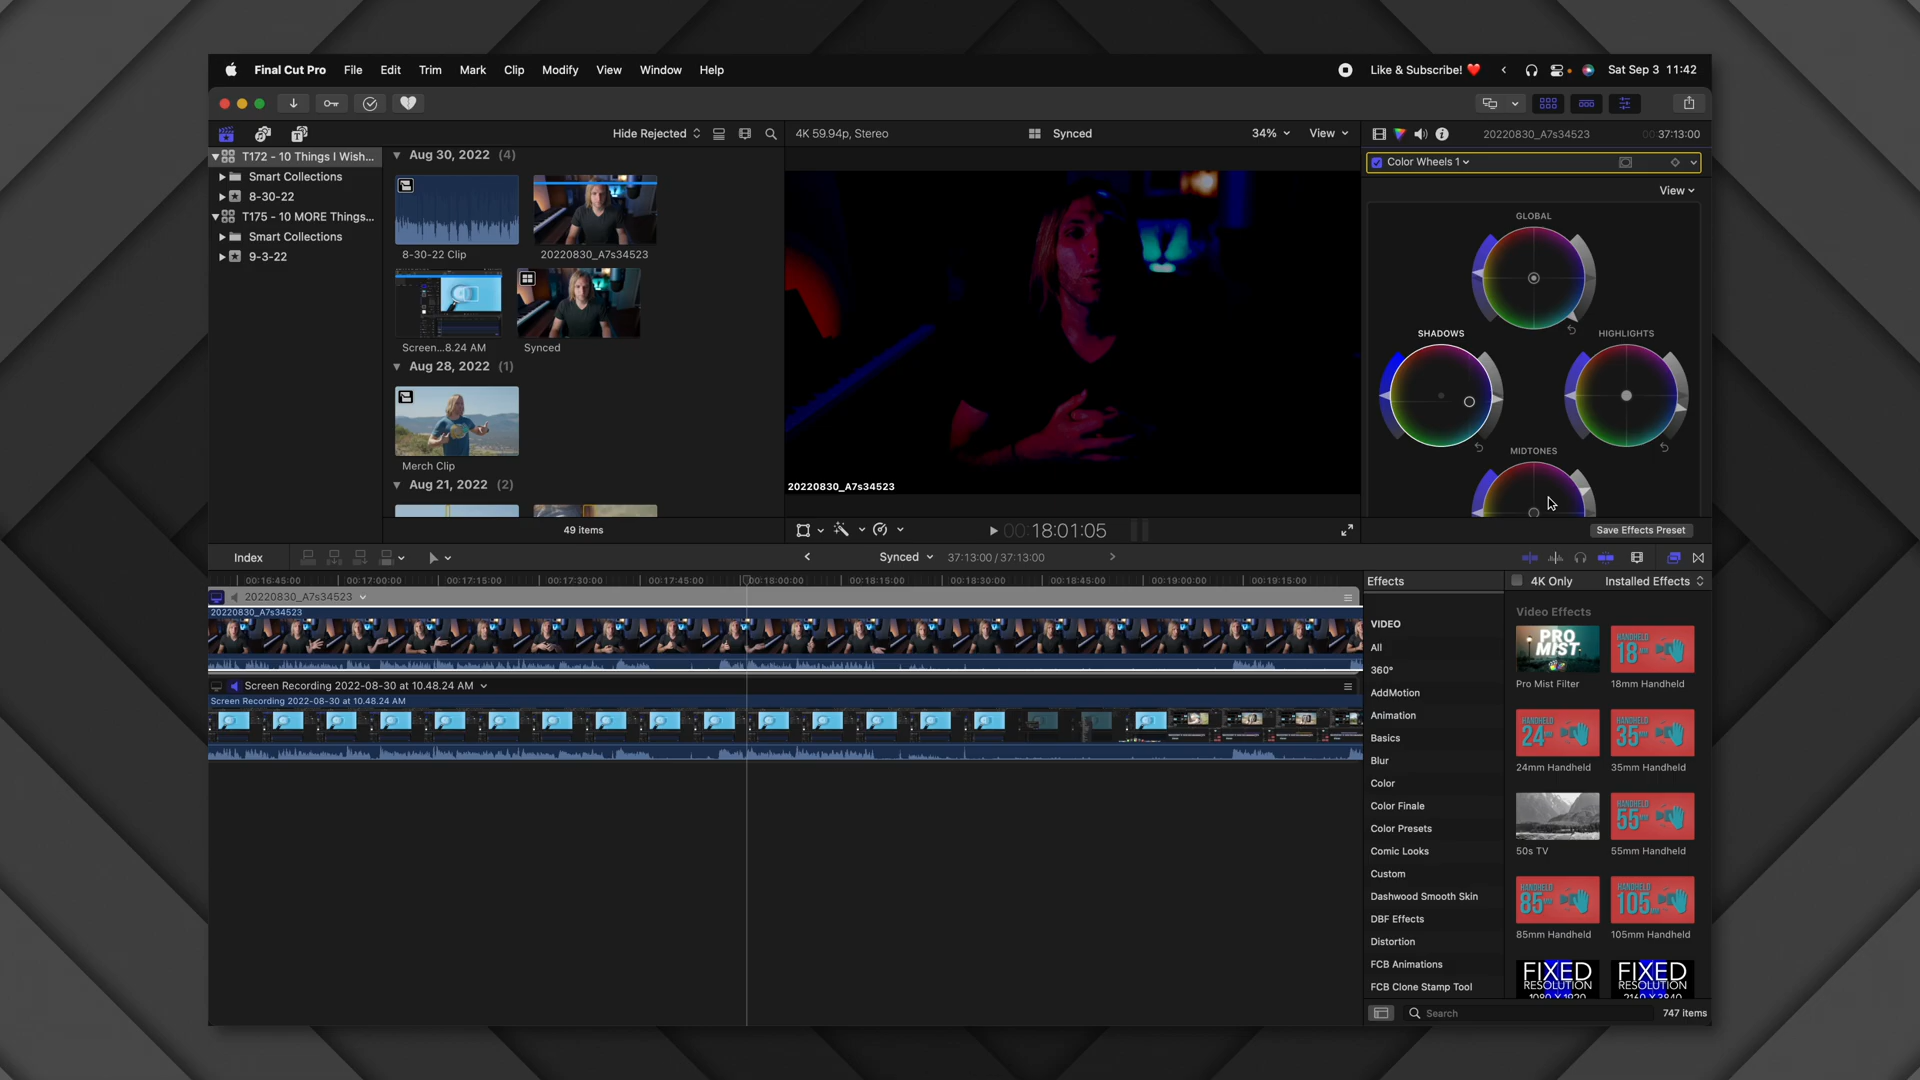 Final Cut Pro File Edit Trim Mark Clip Modify View Window Help
Like & Subscribe! ❤️ Sat Sep 3 11:42
Hide Rejected
4K 59.94p, Stereo Synced 34% View
20220830_A7s34523 00:37:13:00
T172 - 10 Things I Wish...
Smart Collections
8-30-22
T175 - 10 MORE Things...
Smart Collections
9-3-22
Aug 30, 2022 (4)
8-30-22 Clip
20220830_A7s34523
Screen...8.24 AM
Synced
Aug 28, 2022 (1)
Merch Clip
Aug 21, 2022 (2)
49 items
20220830_A7s34523
00:18:01:05
Color Wheels 1
View
GLOBAL
SHADOWS
HIGHLIGHTS
MIDTONES
Save Effects Preset
Index
Synced 37:13:00 / 37:13:00
00:16:45:00 00:17:00:00 00:17:15:00 00:17:30:00 00:17:45:00 00:18:00:00 00:18:15:00 00:18:30:00 00:18:45:00 00:19:00:00 00:19:15:00
20220830_A7s34523
20220830_A7s34523
Screen Recording 2022-08-30 at 10.48.24 AM
Screen Recording 2022-08-30 at 10.48.24 AM
Effects
4K Only Installed Effects
VIDEO
All
360°
AddMotion
Animation
Basics
Blur
Color
Color Finale
Color Presets
Comic Looks
Custom
Dashwood Smooth Skin
DBF Effects
Distortion
FCB Animations
FCB Clone Stamp Tool
Video Effects
PRO
MIST
HANDHELD
18MM
Pro Mist Filter
18mm Handheld
HANDHELD
24MM
HANDHELD
35MM
24mm Handheld
35mm Handheld
HANDHELD
55MM
50s TV
55mm Handheld
HANDHELD
85MM
HANDHELD
105MM
85mm Handheld
105mm Handheld
FIXED
RESOLUTION
1080 X 1920
FIXED
RESOLUTION
2160 X 3840
Search
747 items